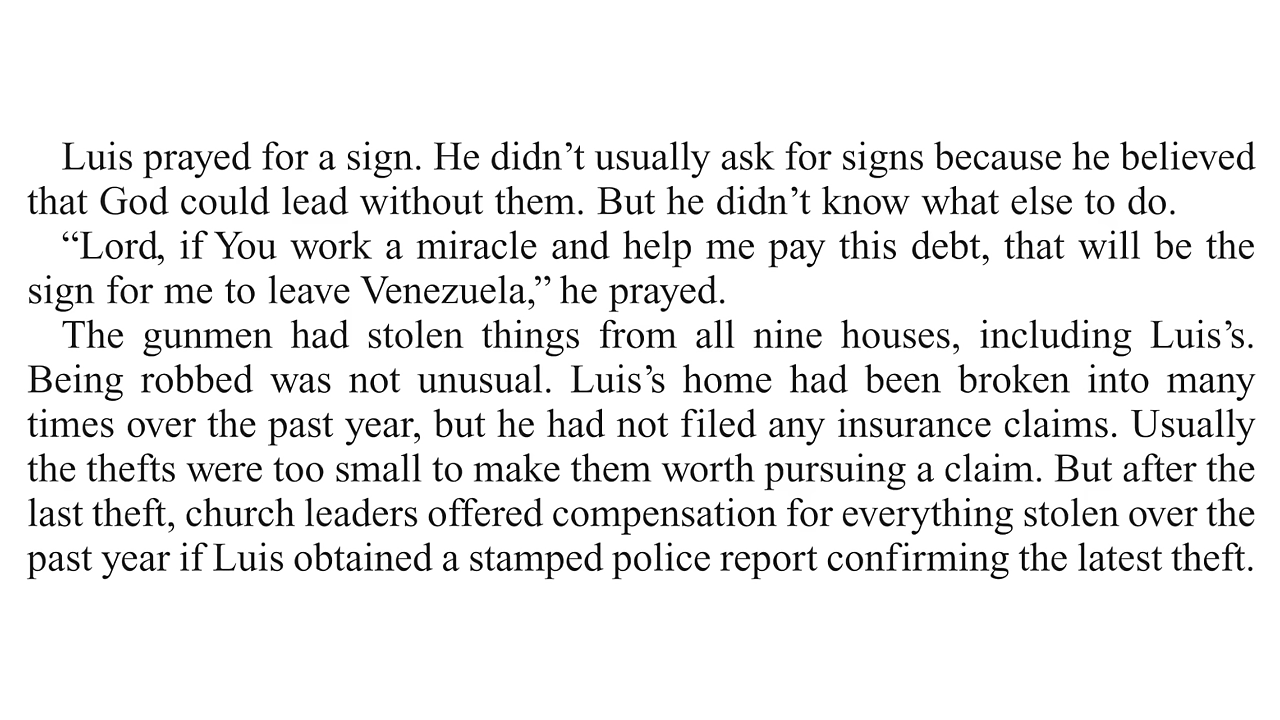 Luis prayed for a sign. He didn’t usually ask for signs because he believed
that God could lead without them. But he didn’t know what else to do.
“Lord, if You work a miracle and help me pay this debt, that will be the
sign for me to leave Venezuela,” he prayed.
The gunmen had stolen things from all nine houses, including Luis’s.
Being robbed was not unusual. Luis’s home had been broken into many
times over the past year, but he had not filed any insurance claims. Usually
the thefts were too small to make them worth pursuing a claim. But after the
last theft, church leaders offered compensation for everything stolen over the
past year if Luis obtained a stamped police report confirming the latest theft.